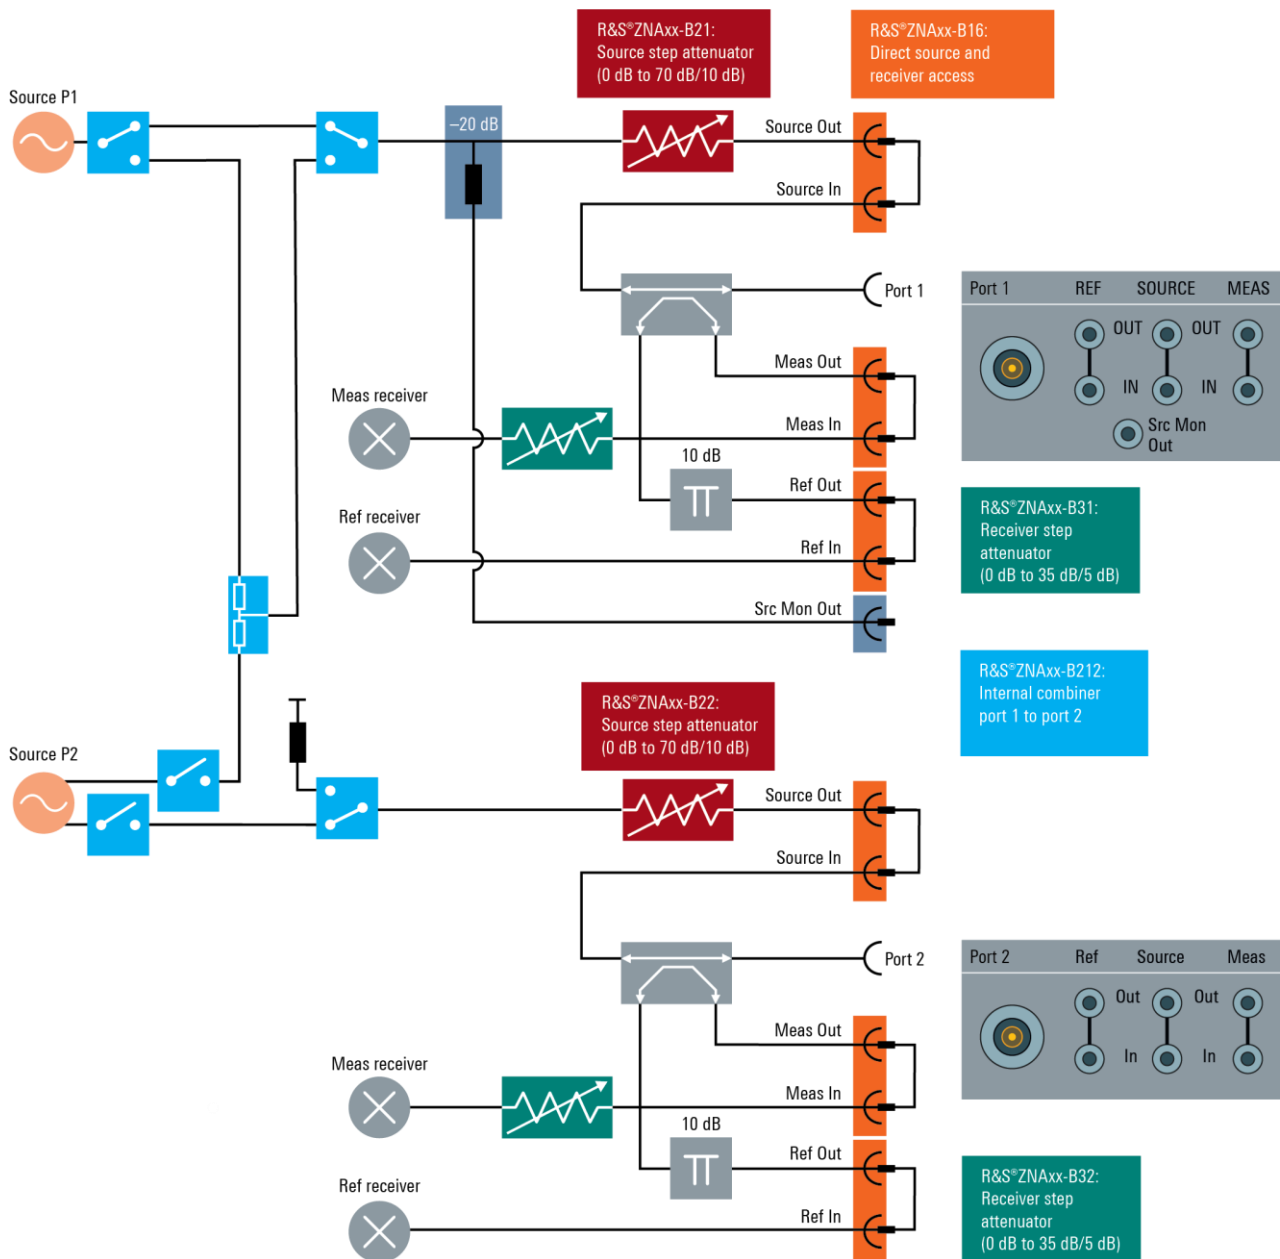 R&S®ZNAxx-B21:
Source step attenuator
(0 dB to 70 dB/10 dB)
R&S®ZNAxx-B16:
Direct source and
receiver access
Source P1
–20 dB
Source Out
Source In
Port 1
Port 1 REF SOURCE MEAS
OUT OUT
IN IN
Src Mon
Out
Meas Out
Meas receiver
Meas In
10 dB
Ref Out
Ref receiver
Ref In
R&S®ZNAxx-B31:
Receiver step
attenuator
(0 dB to 35 dB/5 dB)
Src Mon Out
R&S®ZNAxx-B212:
Internal combiner
port 1 to port 2
R&S®ZNAxx-B22:
Source step attenuator
(0 dB to 70 dB/10 dB)
Source P2
Source Out
Source In
Port 2
Port 2 Ref Source Meas
Out Out
In In
Meas Out
Meas receiver
Meas In
10 dB
Ref Out
Ref receiver
Ref In
R&S®ZNAxx-B32:
Receiver step
attenuator
(0 dB to 35 dB/5 dB)